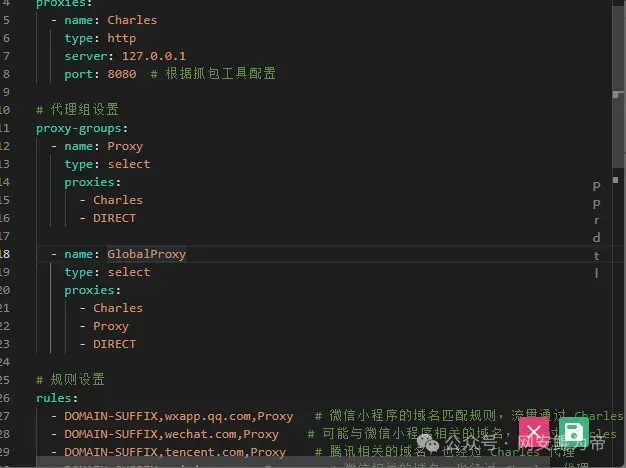 4 proxies:
5 - name: Charles
6 type: http
7 server: 127.0.0.1
8 port: 8080 # 根据抓包工具配置
9
10 # 代理组设置
11 proxy-groups:
12 - name: Proxy
13 type: select
14 proxies:
15 - Charles
16 - DIRECT
17
18 - name: GlobalProxy
19 type: select
20 proxies:
21 - Charles
22 - Proxy
23 - DIRECT
24
25 # 规则设置
26 rules:
27 - DOMAIN-SUFFIX,wxapp.qq.com,Proxy # 微信小程序的域名匹配规则，流量通过 Charles
28 - DOMAIN-SUFFIX,wechat.com,Proxy # 可能与微信小程序相关的域名，
29 - DOMAIN-SUFFIX,tencent.com,Proxy # 腾讯相关的域名，也经过 Charles 代理
p
p
r
d
t
l
公众号：网安鲲为帝